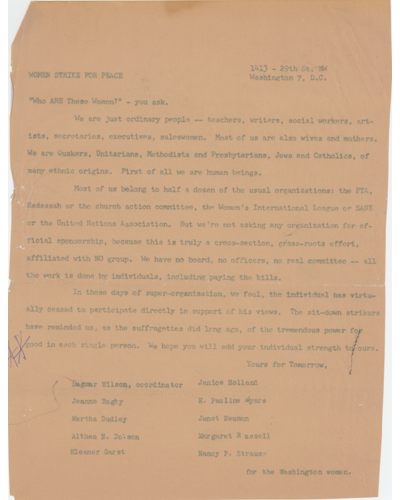 1413 - 29th St. NW
WOMEN STRIKE FOR PEACE Washington 7, D.C.
"Who ARE These Women?" - you ask.
We are just ordinary people -- teachers, writers, social workers, art-
ists, secretaries, executives, saleswomen. Most of us are also wives and mothers.
We are Quakers, Unitarians, Methodists and Presbyterians, Jews and Catholics, of
many ethnic origins. First of all we are human beings.
Most of us belong to half a dozen of the usual organizations: the PTA,
Hadassah or the church action committee, the Women's International League or SANE
or the United Nations Association. But we're not asking any organization for of-
ficial sponsorship, because this is truly a cross-section, grass-roots effort,
affiliated with NO group. We have no board, no officers, no real committee -- all
the work is done by individuals, including paying the bills.
In these days of super-organization, we feel, the individual has virtu-
ally ceased to participate directly in support of his views. The sit-down strikers
have reminded us, as the suffragettes did long ago, of the tremendous power for
good in each single person. We hope you will add your individual strength to ours.
Yours for Tomorrow,
Dagmar Wilson, coordinator Janice Holland
Jeanne Bagby E. Pauline Myers
Martha Dudley Janet Neuman
Althea E. Dolson Margaret Russell
Eleanor Garst Nancy P. Straus
for the Washington women.